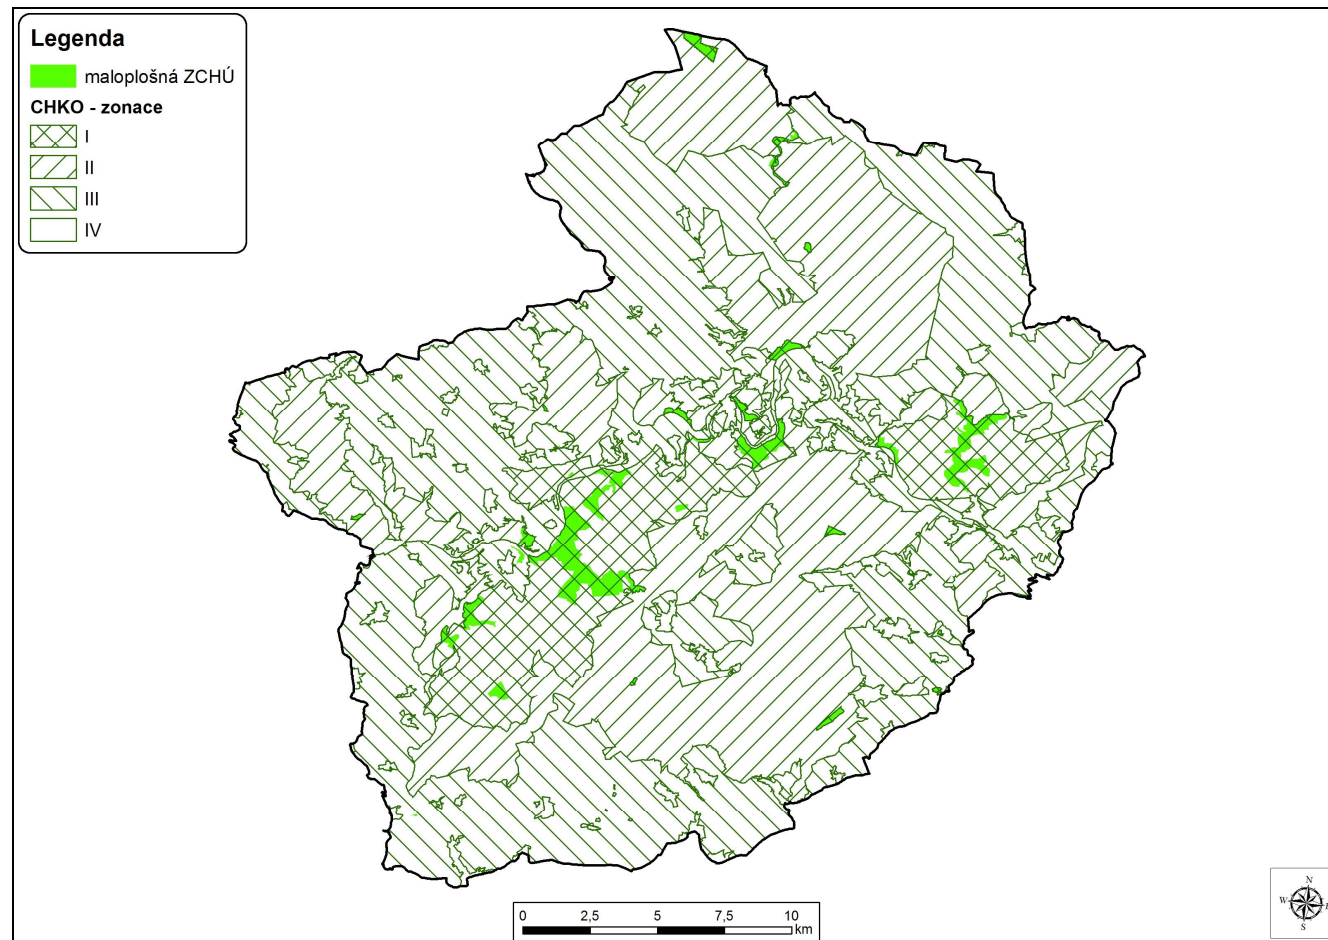 Legenda
maloplošná ZCHÚ
CHKO - zonace
I
II
III
IV
0 2,5 5 7,5 10
km
N
W E
S